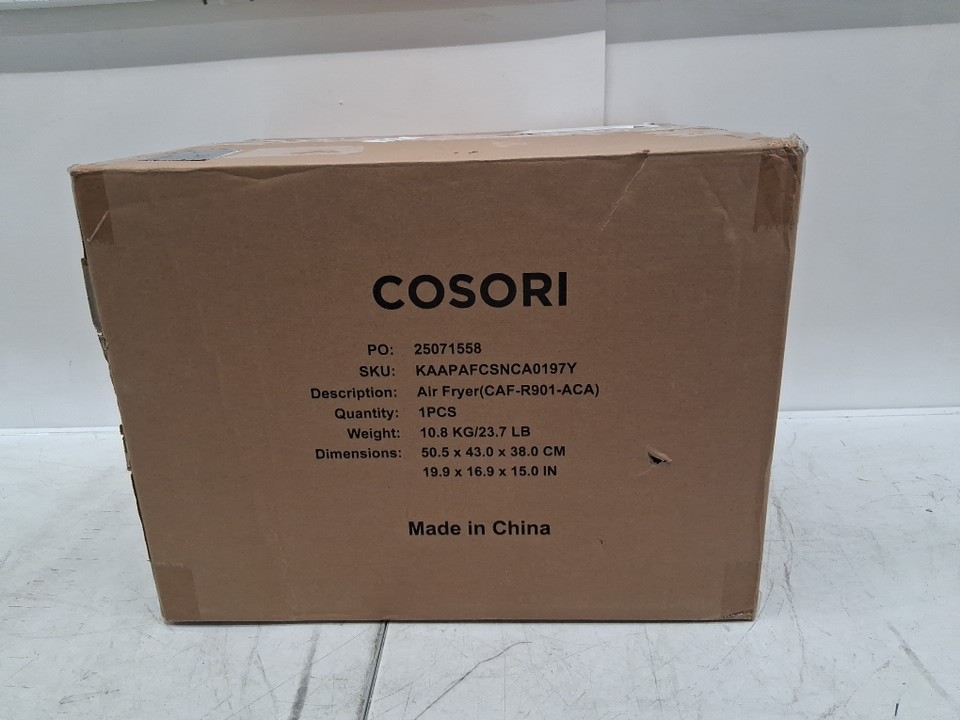 COSORI
PO: 25071558
SKU: KAAPAFCSNCA0197Y
Description: Air Fryer(CAF-R901-ACA)
Quantity: 1PCS
Weight: 10.8 KG/23.7 LB
Dimensions: 50.5 x 43.0 x 38.0 CM
19.9 x 16.9 x 15.0 IN
Made in China